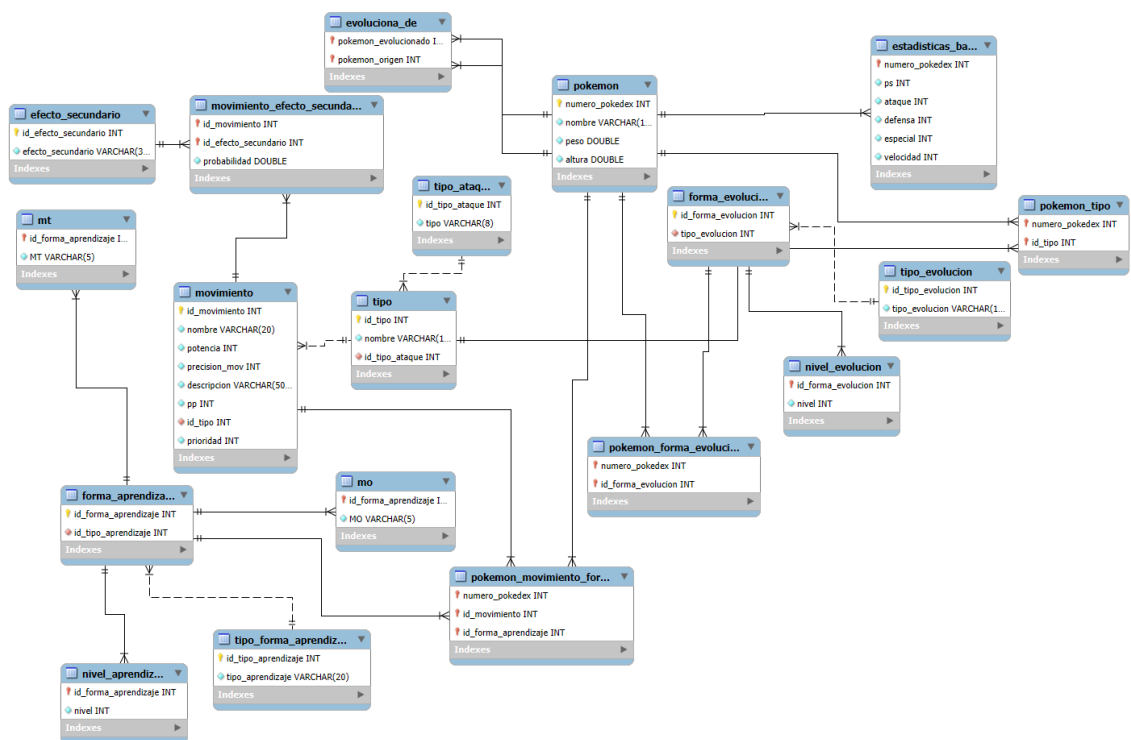 evoluciona_de
pokemon_evolucionado I...
pokemon_origen INT
Indexes
estadisticas_ba...
numero_pokedex INT
ps INT
ataque INT
defensa INT
especial INT
velocidad INT
Indexes
pokemon
numero_pokedex INT
nombre VARCHAR(1...
peso DOUBLE
altura DOUBLE
Indexes
efecto_secundario
id_efecto_secundario INT
efecto_secundario VARCHAR(3...
Indexes
movimiento_efecto_secunda...
id_movimiento INT
id_efecto_secundario INT
probabilidad DOUBLE
Indexes
tipo_ataq...
id_tipo_ataque INT
tipo VARCHAR(8)
Indexes
forma_evoluci...
id_forma_evolucion INT
tipo_evolucion INT
Indexes
pokemon_tipo
numero_pokedex INT
id_tipo INT
Indexes
mt
id_forma_aprendizaje I...
MT VARCHAR(5)
Indexes
tipo_evolucion
id_tipo_evolucion INT
tipo_evolucion VARCHAR(1...
Indexes
movimiento
id_movimiento INT
nombre VARCHAR(20)
potencia INT
precision_mov INT
descripcion VARCHAR(50...
pp INT
id_tipo INT
prioridad INT
Indexes
tipo
id_tipo INT
nombre VARCHAR(1...
id_tipo_ataque INT
Indexes
nivel_evolucion
id_forma_evolucion INT
nivel INT
Indexes
pokemon_forma_evoluci...
numero_pokedex INT
id_forma_evolucion INT
Indexes
forma_aprendiza...
id_forma_aprendizaje INT
id_tipo_aprendizaje INT
Indexes
mo
id_forma_aprendizaje I...
MO VARCHAR(5)
Indexes
pokemon_movimiento_for...
numero_pokedex INT
id_movimiento INT
id_forma_aprendizaje INT
Indexes
tipo_forma_aprendiz...
id_tipo_aprendizaje INT
tipo_aprendizaje VARCHAR(20)
Indexes
nivel_aprendiz...
id_forma_aprendizaje INT
nivel INT
Indexes